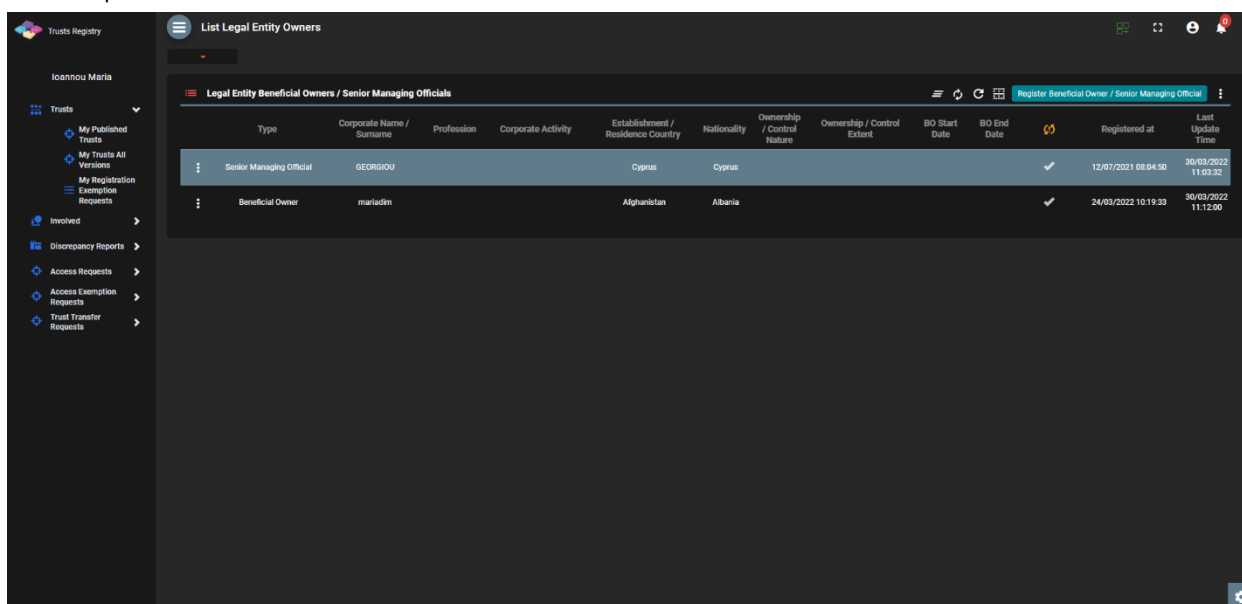 Trusts Registry
List Legal Entity Owners
0
Ioannou Maria
Legal Entity Beneficial Owners / Senior Managing Officials
Register Beneficial Owner / Senior Managing Official
Trusts
My Published
Trusts
My Trusts All
Versions
My Registration
Exemption
Requests
Involved
Discrepancy Reports
Access Requests
Access Exemption
Requests
Trust Transfer
Requests
Type
Corporate Name /
Surname
Profession
Corporate Activity
Establishment /
Residence Country
Nationality
Ownership
/ Control
Nature
Ownership / Control
Extent
BO Start
Date
BO End
Date
Registered at
Last
Update
Time
Senior Managing Official
GEORGIOU
Cyprus
Cyprus
12/07/2021 08:04:50
30/03/2022
11:03:32
Beneficial Owner
mariadim
Afghanistan
Albania
24/03/2022 10:19:33
30/03/2022
11:12:00